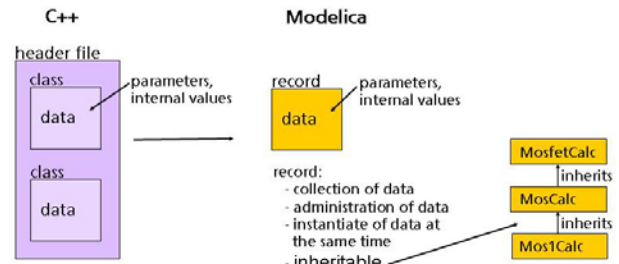 C++
Modelica
header file
class
parameters,
internal values
data
class
data
record
parameters,
internal values
data
record:
- collection of data
- administration of data
- instantiate of data at
the same time
- inheritable
MosfetCalc
inherits
MosCalc
inherits
Mos1Calc